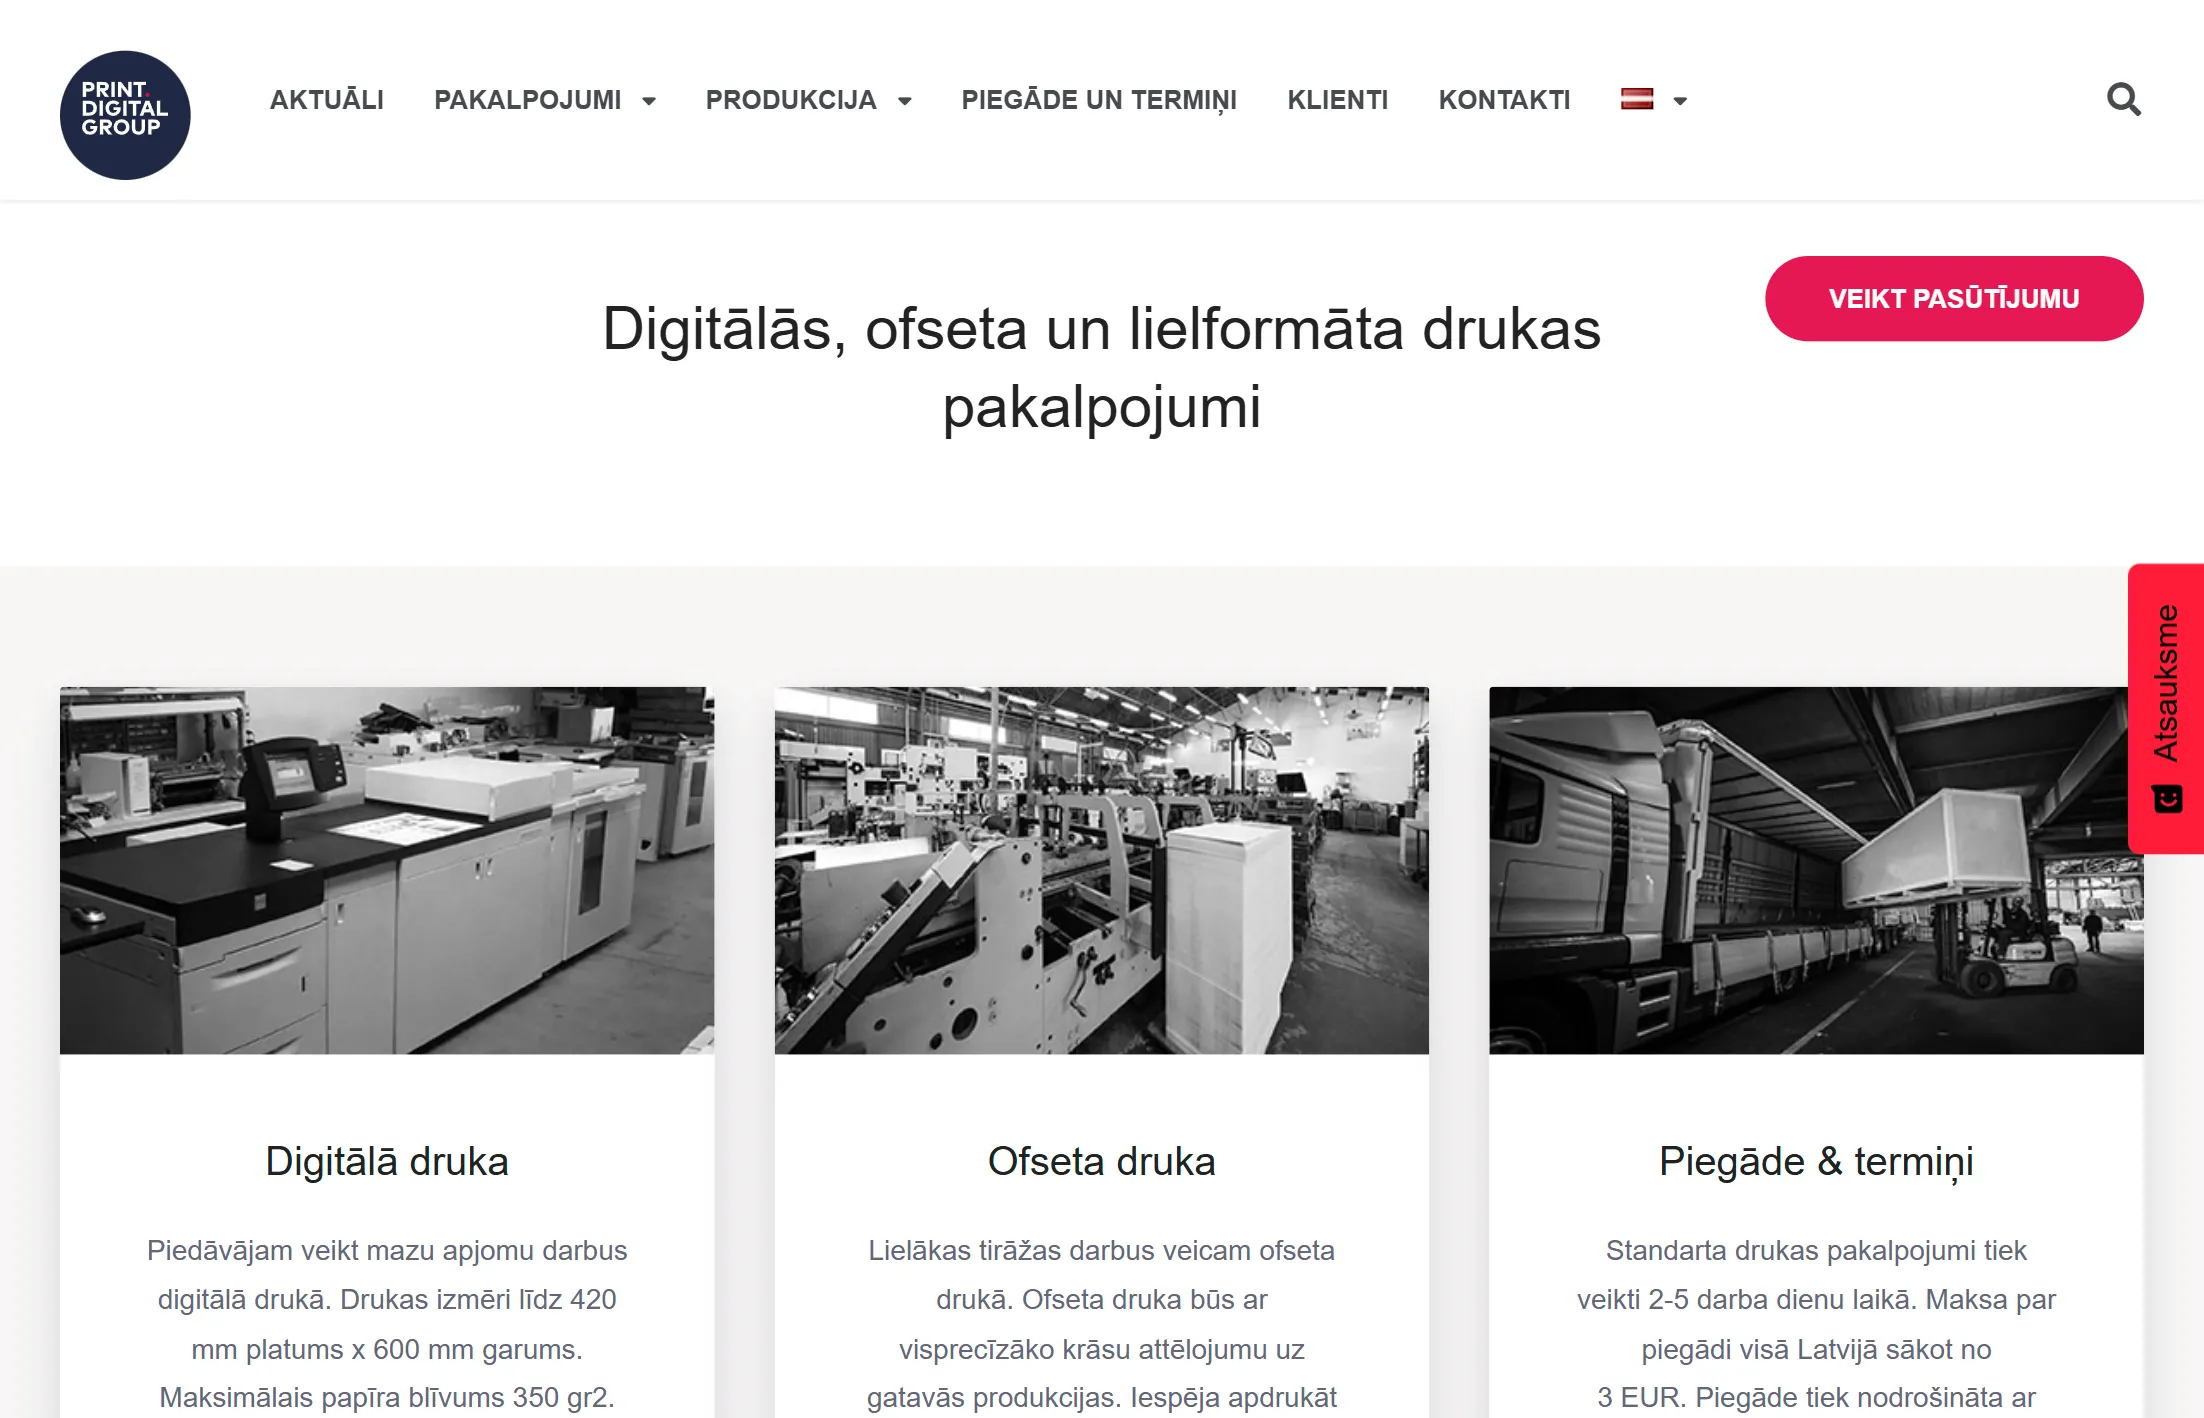 PRINT.
DIGITAL
GROUP
AKTUĀLI
PAKALPOJUMI
PRODUKCIJA
PIEGĀDE UN TERMIŅI
KLIENTI
KONTAKTI
VEIKT PASŪTĪJUMU
Digitālās, ofseta un lielformāta drukas
pakalpojumi
Atsauksme
Digitālā druka
Piedāvājam veikt mazu apjomu darbus
digitālā drukā. Drukas izmēri līdz 420
mm platums x 600 mm garums.
Maksimālais papīra blīvums 350 gr2.
Ofseta druka
Lielākas tirāžas darbus veicam ofseta
drukā. Ofseta druka būs ar
visprecīzāko krāsu attēlojumu uz
gatavās produkcijas. Iespēja apdrukāt
Piegāde & termiņi
Standarta drukas pakalpojumi tiek
veikti 2-5 darba dienu laikā. Maksa par
piegādi visā Latvijā sākot no
3 EUR. Piegāde tiek nodrošināta ar